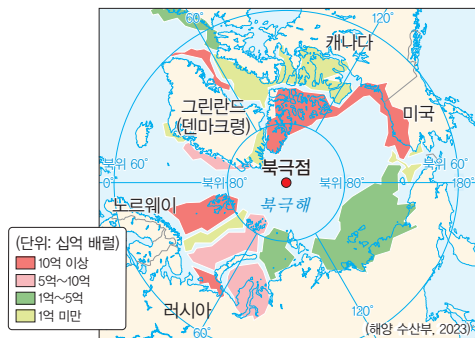 60°
120°
캐나다
그린란드
(덴마크령)
미국
북극점
북위 60°
북위 80°
북위 80°
북위 60°
0°
180°
북극해
노르웨이
(단위: 십억 배럴)
10억 이상
5억~10억
1억~5억
1억 미만
러시아
60°
120°
(해양 수산부, 2023)